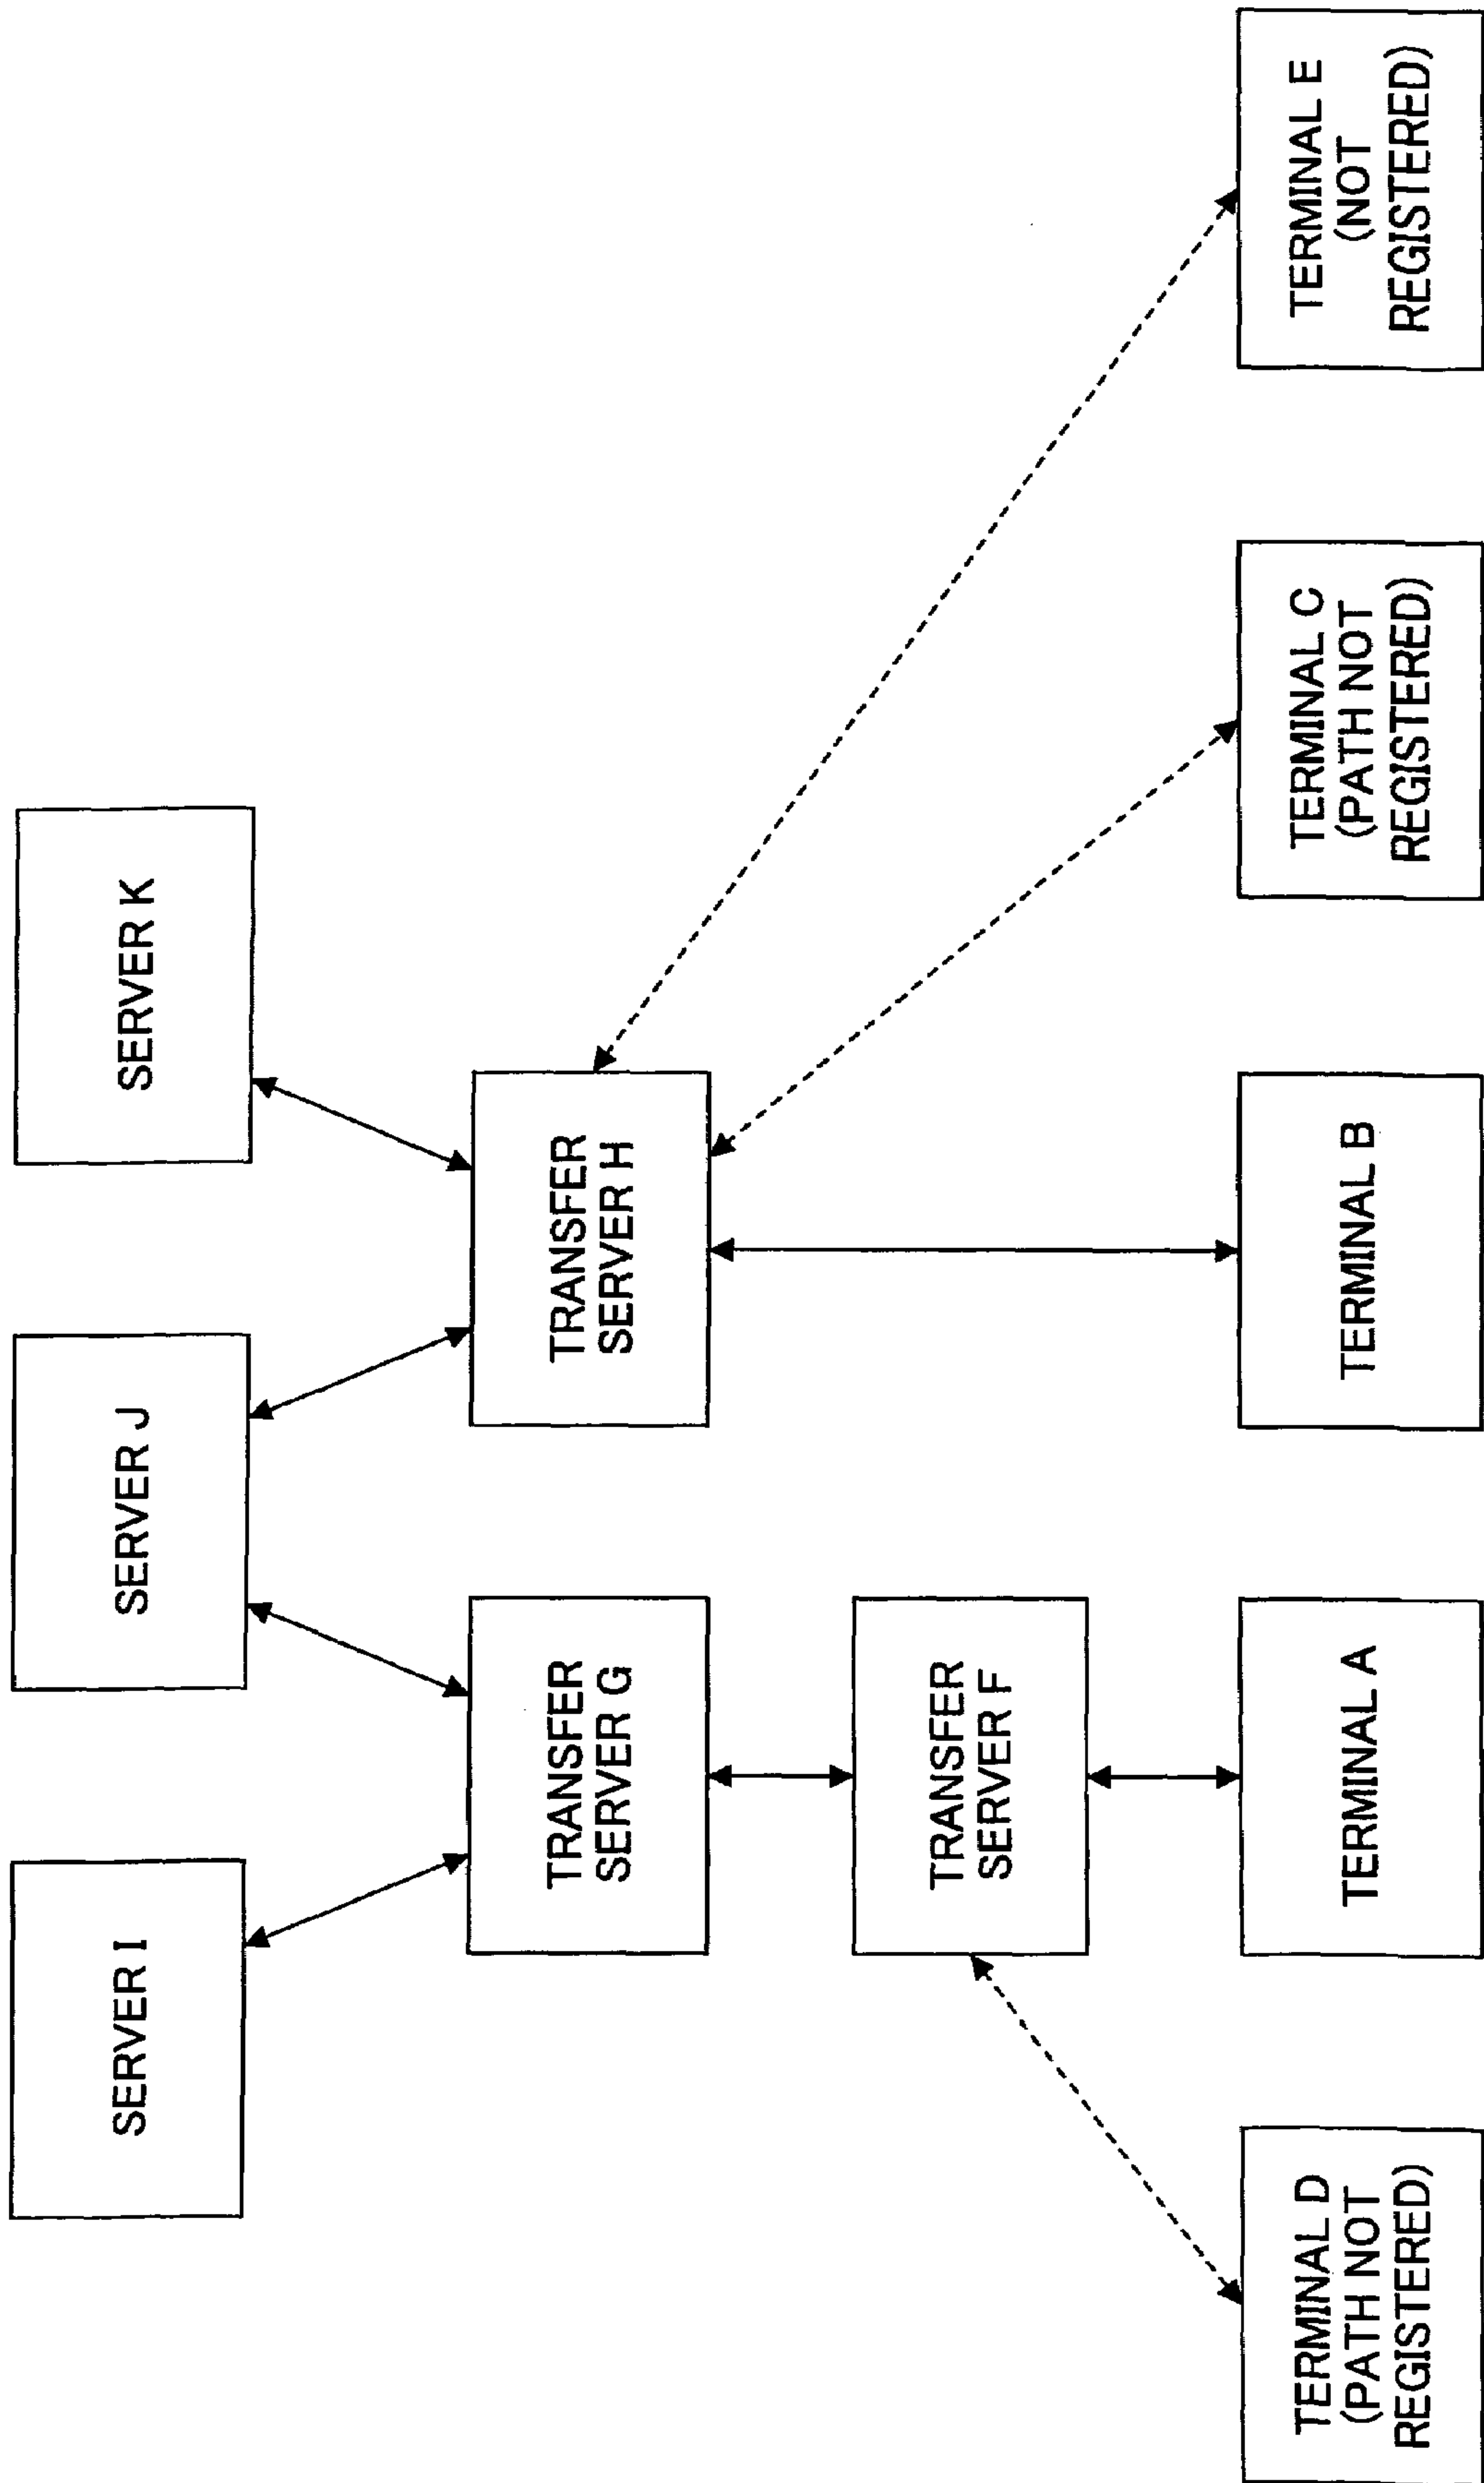 SERVER I
SERVER J
SERVER K
TRANSFER
SERVER G
TRANSFER
SERVER H
TRANSFER
SERVER F
TERMINAL D
(PATH NOT
REGISTERED)
TERMINAL A
TERMINAL B
TERMINAL C
(PATH NOT
REGISTERED)
TERMINAL E
(NOT
REGISTERED)